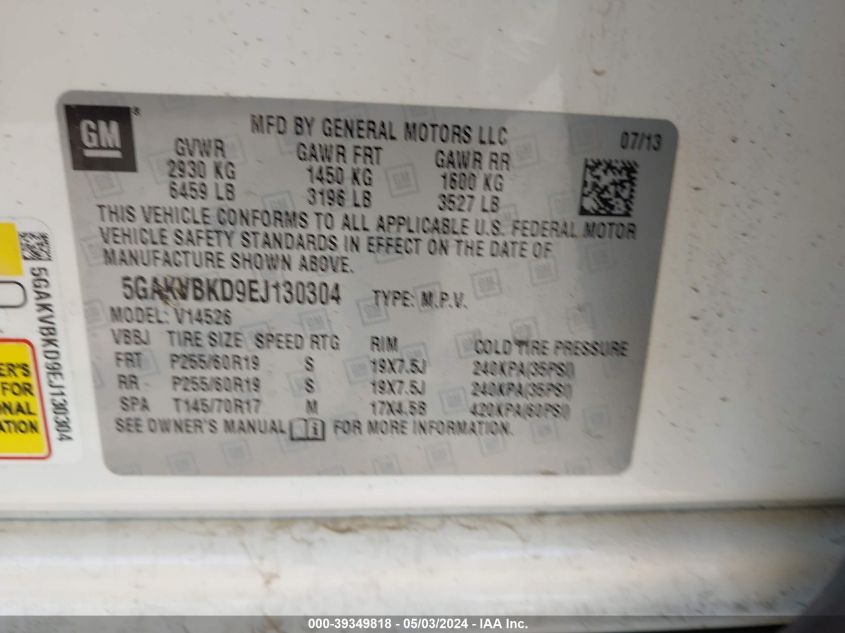 GM
MFD BY GENERAL MOTORS LLC 07/13
GVWR GAWR FRT GAWR RR
2930 KG 1450 KG 1600 KG
6459 LB 3196 LB 3527 LB
THIS VEHICLE CONFORMS TO ALL APPLICABLE U.S. FEDERAL MOTOR
VEHICLE SAFETY STANDARDS IN EFFECT ON THE DATE OF
MANUFACTURE SHOWN ABOVE.
5GAKVBKD9EJ130304 TYPE: M.P.V.
MODEL: V14526
VBBJ TIRE SIZE SPEED RTG RIM COLD TIRE PRESSURE
FRT P255/60R19 S 19X7.5J 240KPA(35PSI)
RR P255/60R19 S 19X7.5J 240KPA(35PSI)
SPA T145/70R17 M 17X4.5B 420KPA(60PSI)
SEE OWNER'S MANUAL FOR MORE INFORMATION.
5GAKVBKD9EJ130304
ER'S
FOR
ONAL
ATION
000-39349818 - 05/03/2024 - IAA Inc.